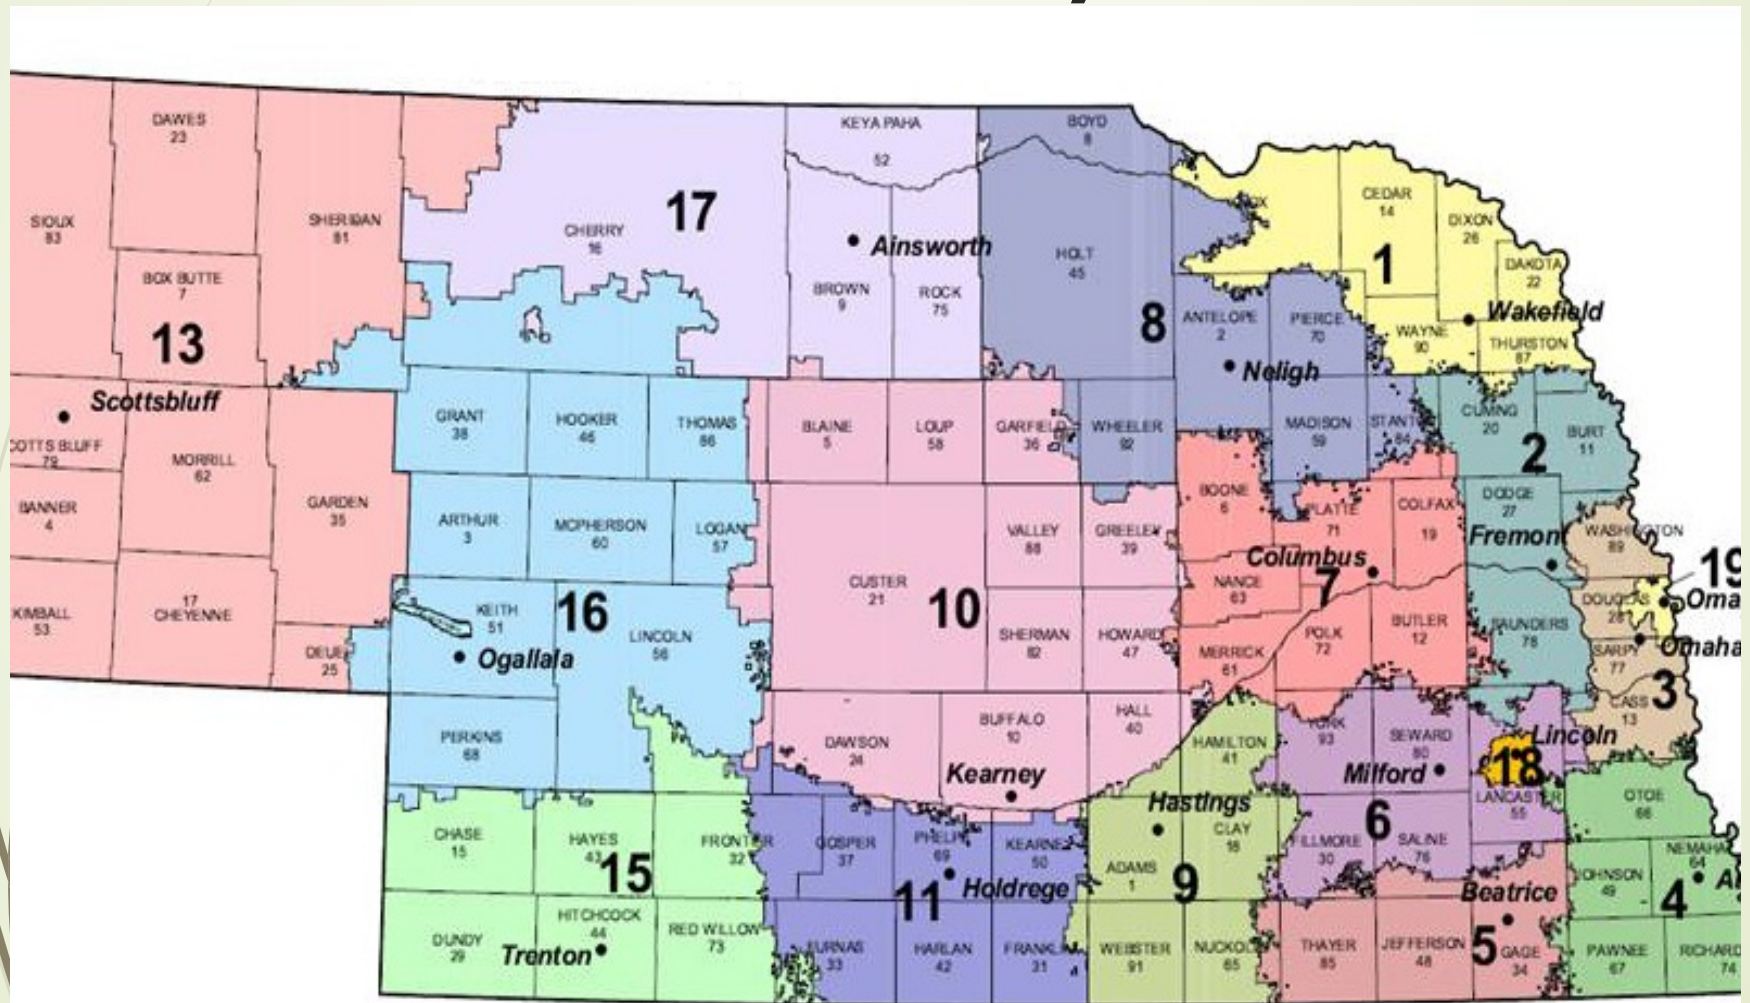 DAWES
23
SIOUX
83
SHERIDAN
81
BOX BUTTE
7
13
Scottsbluff
79
MORRILL
62
BANNER
4
GARDEN
35
KIMBALL
53
17
CHEYENNE
25
CHERRY
16
17
KEYA PAHA
52
Ainsworth
BROWN
9
ROCK
75
BOYD
8
HOLT
45
8
CEDAR
14
DIXON
26
1
DAKOTA
22
Wakefield
WAYNE
90
THURSTON
87
ANTELOPE
2
PIERCE
70
Neligh
GRANT
38
HOOKER
46
THOMAS
86
BLAINE
5
LOUP
58
GARFIELD
36
WHEELER
92
MADISON
59
84
CUMING
20
2
BURT
11
ARTHUR
3
MCPHERSON
60
LOGAN
57
CUSTER
21
VALLEY
88
GREELEY
39
BOONE
6
PLATTE
71
COLFAX
19
DODGE
27
Fremont
WASHINGTON
89
Columbus
7
NANCE
63
19
Oma
DOUGLAS
28
KEITH
51
16
LINCOLN
56
Ogallala
10
SHERMAN
82
HOWARD
47
MERRICK
61
POLK
72
BUTLER
12
SAUNDERS
78
SARPY
77
Omaha
3
CASS
13
PERKINS
68
DAWSON
24
BUFFALO
10
HALL
40
Kearney
HAMILTON
41
YORK
93
SEWARD
80
Milford
Lincoln
18
LANCASTER
55
Hastings
CHASE
15
HAYES
43
15
FRONTIER
32
GOSPER
37
PHELPS
69
KEARNEY
50
11
Holdrege
ADAMS
1
CLAY
18
9
FILLMORE
30
6
SALINE
76
OTOE
66
Beatrice
JOHNSON
49
NEMAHA
64
4
DUNDY
29
HITCHCOCK
44
Trenton
RED WILLOW
73
FURNAS
33
HARLAN
42
FRANKLIN
31
WEBSTER
91
65
THAYER
85
JEFFERSON
48
5
GAGE
34
PAWNEE
67
RICHARD
74